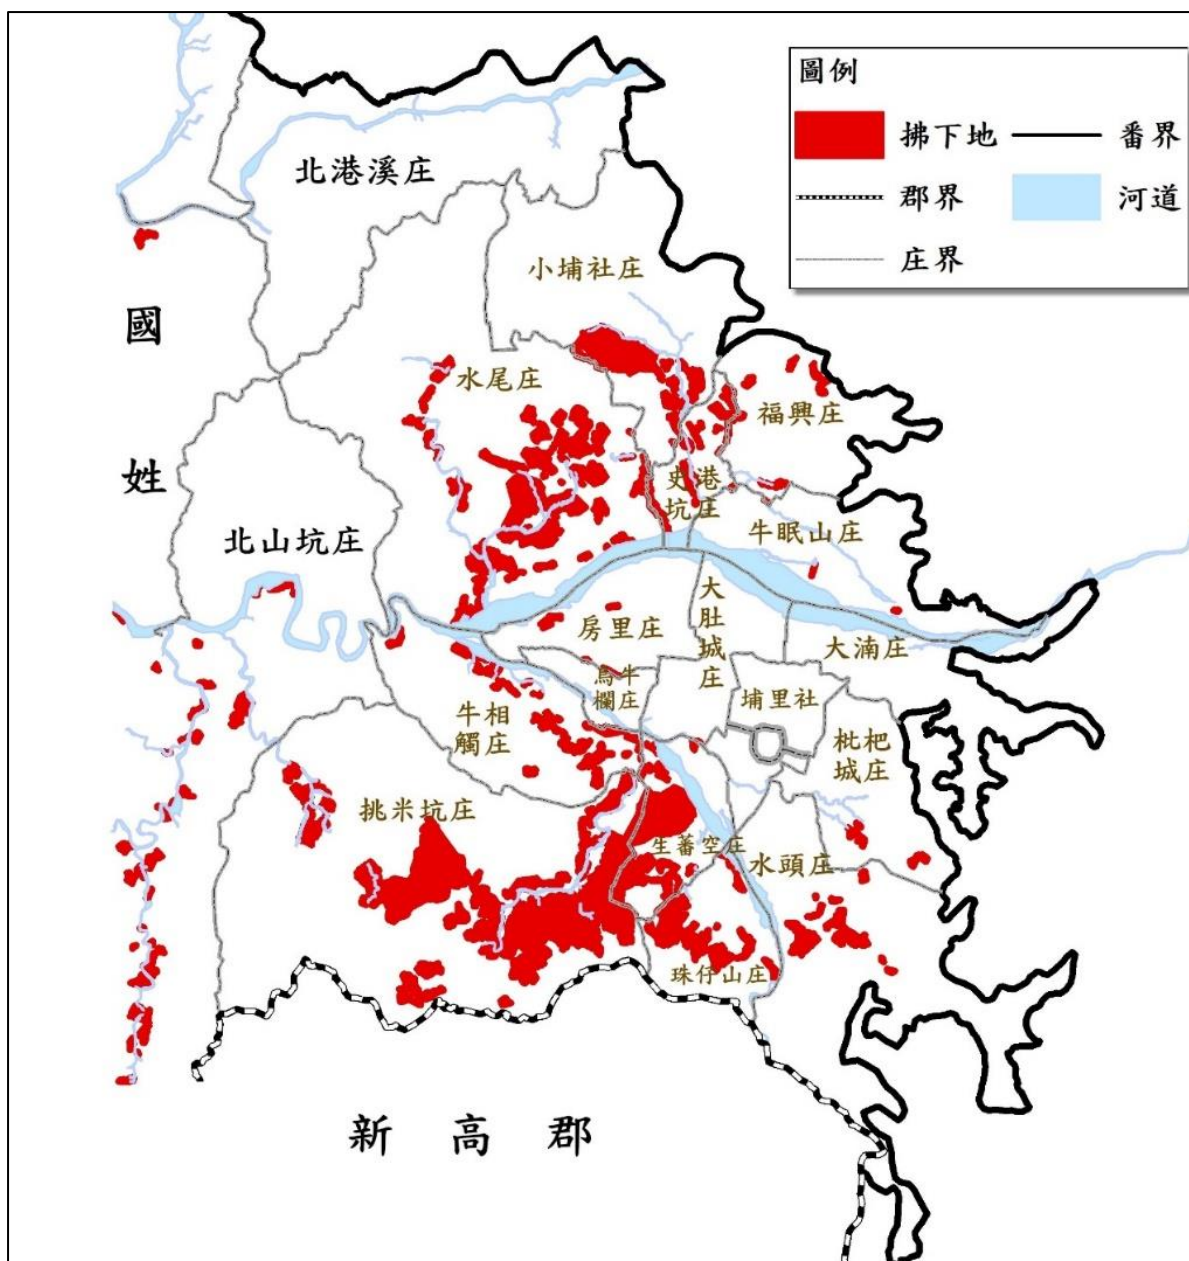 圖例
拂下地
番界
郡界
河道
庄界
北港溪庄
小埔社庄
國姓
水尾庄
福興庄
史港
坑庄
牛眠山庄
北山坑庄
大肚城庄
房里庄
大湳庄
烏牛
欄庄
埔里社
牛相
觸庄
枇杷
城庄
挑米坑庄
生蕃空庄
水頭庄
珠仔山庄
新高郡